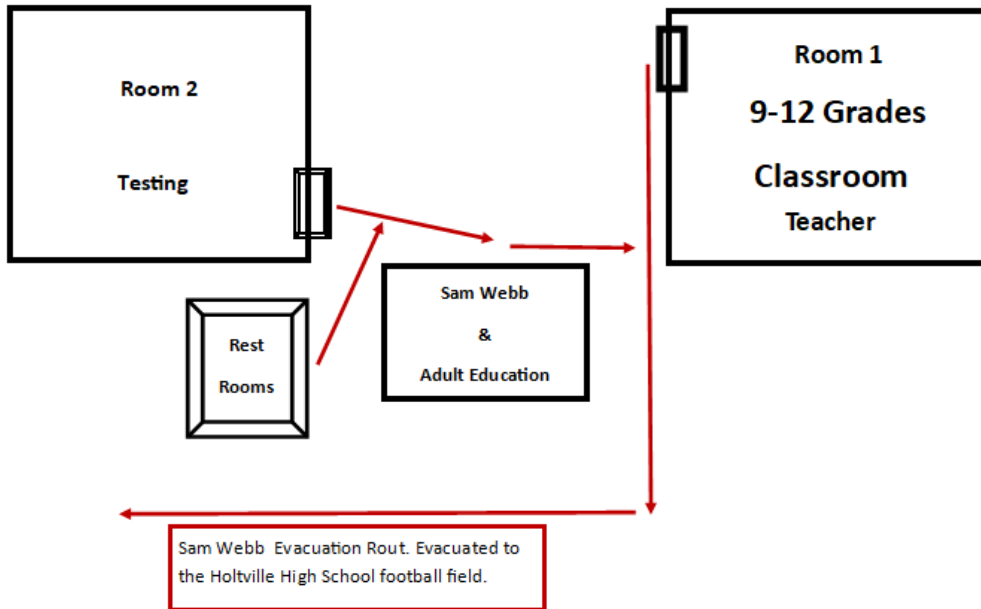 Room 2
Testing
Room 1
9-12 Grades
Classroom
Teacher
Sam Webb
&
Adult Education
Rest
Rooms
Sam Webb Evacuation Rout. Evacuated to
the Holtville High School football field.